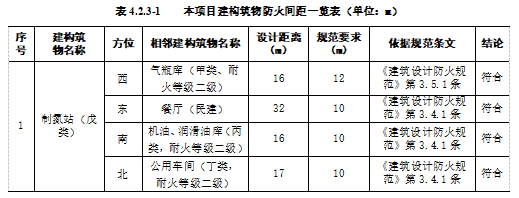 表 4.2.3-1 本项目建构筑物防火间距一览表（单位：m）
序号 建构筑物名称 方位 相邻建构筑物名称 设计距离（m） 规范要求（m） 依据规范条文 结论
1 制氮站（戊类） 西 气瓶库（甲类、耐火等级二级） 16 12 《建筑设计防火规范》第 3.5.1 条 符合
东 餐厅（民建） 32 10 《建筑设计防火规范》第 3.4.1 条 符合
南 机油、润滑油库（丙类，耐火等级二级） 16 10 《建筑设计防火规范》第 3.4.1 条 符合
北 公用车间（丁类，耐火等级二级） 17 10 《建筑设计防火规范》第 3.4.1 条 符合